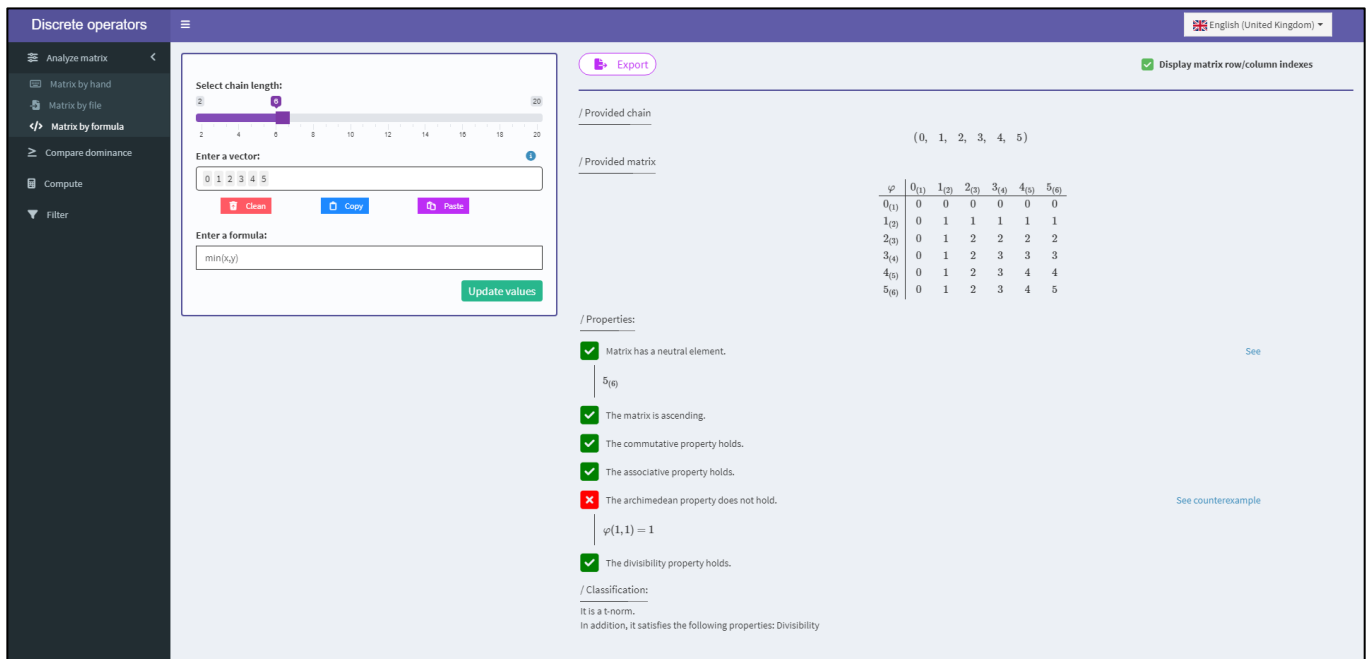 Discrete operators
English (United Kingdom)
Analyze matrix
Matrix by hand
Matrix by file
</> Matrix by formula
Compare dominance
Compute
Filter
Select chain length:
2 6 20
2 4 6 8 10 12 14 16 18 20
Enter a vector:
0 1 2 3 4 5
Clean Copy Paste
Enter a formula:
min(x,y)
Update values
Export
Display matrix row/column indexes
/ Provided chain
(0, 1, 2, 3, 4, 5)
/ Provided matrix
φ 0(1) 1(2) 2(3) 3(4) 4(5) 5(6)
0(1) 0 0 0 0 0 0
1(2) 0 1 1 1 1 1
2(3) 0 1 2 2 2 2
3(4) 0 1 2 3 3 3
4(5) 0 1 2 3 4 4
5(6) 0 1 2 3 4 5
/ Properties:
Matrix has a neutral element. See
5(6)
The matrix is ascending.
The commutative property holds.
The associative property holds.
The archimedean property does not hold. See counterexample
φ(1,1) = 1
The divisibility property holds.
/ Classification:
It is a t-norm.
In addition, it satisfies the following properties: Divisibility